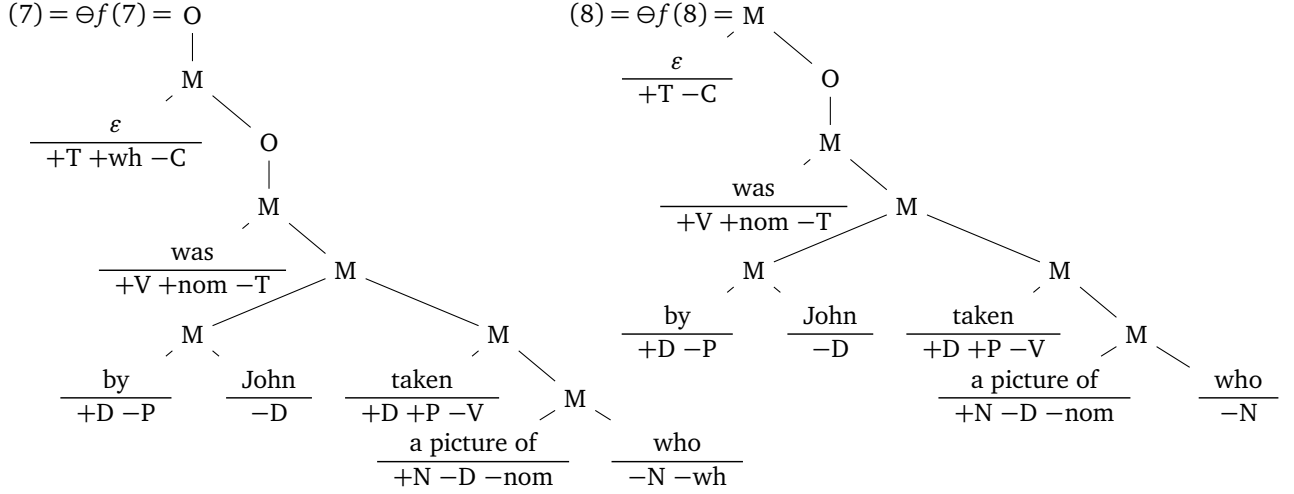 (7) = ⊖f(7) = O
M
ε
+T +wh −C
O
M
was
+V +nom −T
M
M
by
+D −P
John
−D
M
taken
+D +P −V
M
a picture of
+N −D −nom
who
−N −wh
(8) = ⊖f(8) = M
ε
+T −C
O
M
was
+V +nom −T
M
M
by
+D −P
John
−D
M
taken
+D +P −V
M
a picture of
+N −D −nom
who
−N